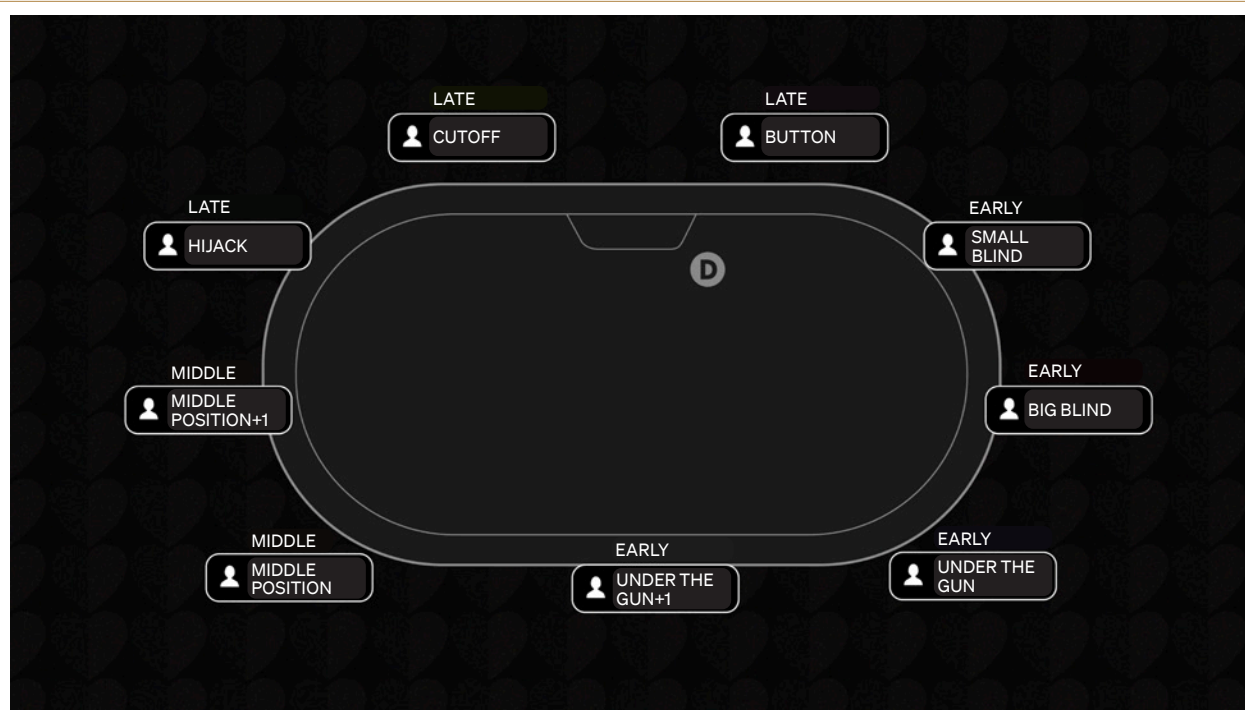 LATE
CUTOFF
LATE
BUTTON
LATE
HIJACK
EARLY
SMALL
BLIND
D
MIDDLE
MIDDLE
POSITION+1
EARLY
BIG BLIND
MIDDLE
MIDDLE
POSITION
EARLY
UNDER THE
GUN+1
EARLY
UNDER THE
GUN